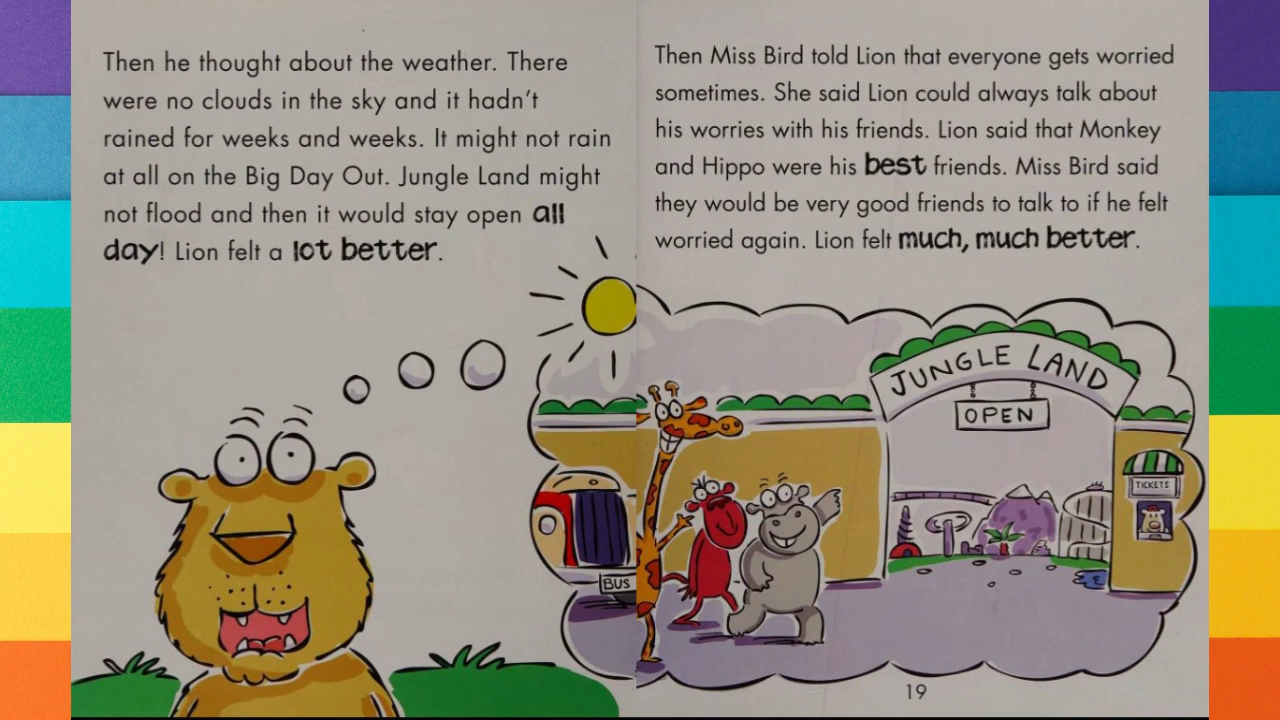 Then he thought about the weather. There
were no clouds in the sky and it hadn't
rained for weeks and weeks. It might not rain
at all on the Big Day Out. Jungle Land might
not flood and then it would stay open all
day! Lion felt a lot better.
Then Miss Bird told Lion that everyone gets worried
sometimes. She said Lion could always talk about
his worries with his friends. Lion said that Monkey
and Hippo were his best friends. Miss Bird said
they would be very good friends to talk to if he felt
worried again. Lion felt much, much better.
JUNGLE LAND
OPEN
TICKETS
BUS
19